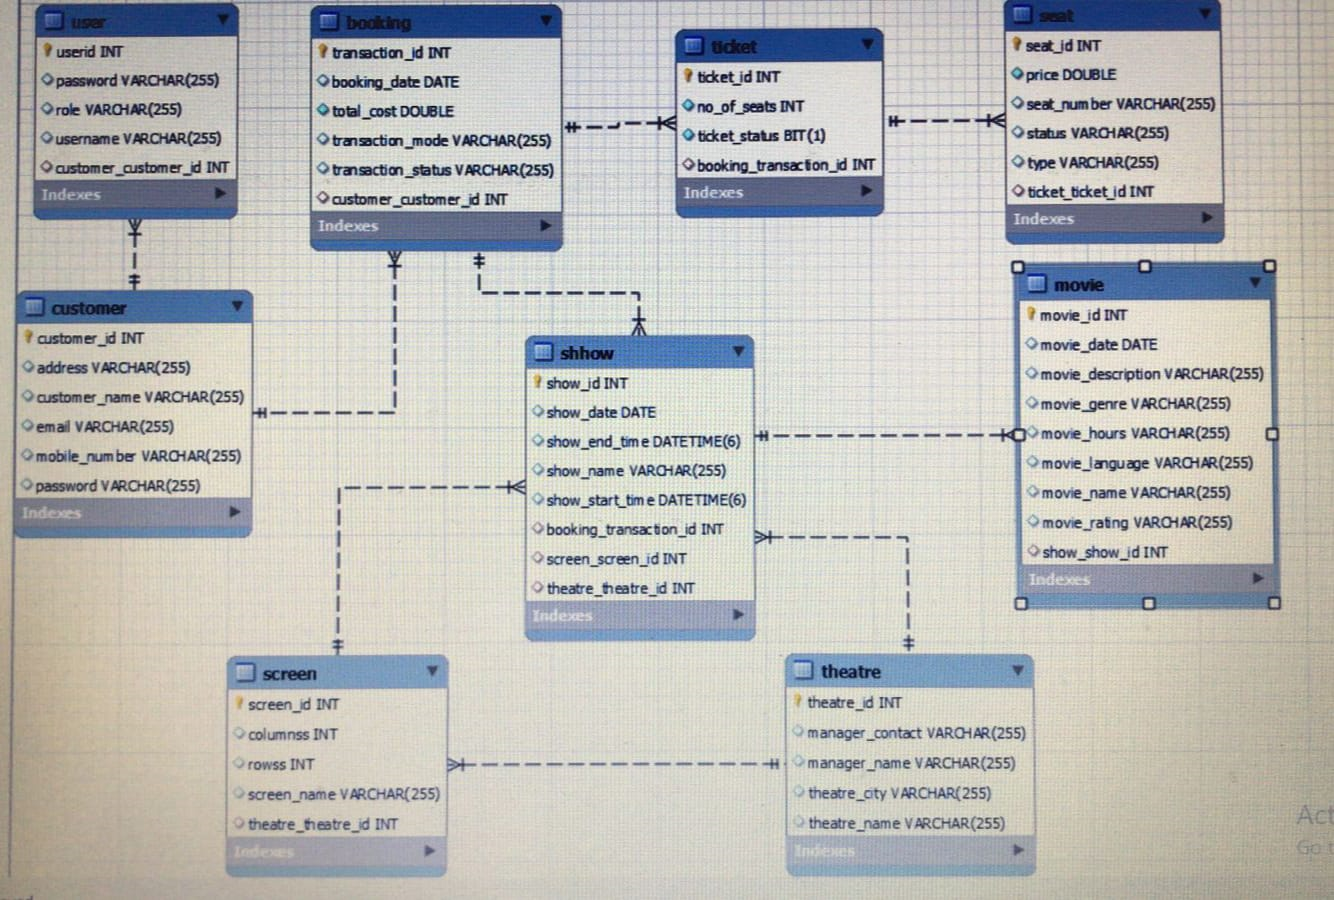 user
userid INT
password VARCHAR(255)
role VARCHAR(255)
username VARCHAR(255)
customer_customer_id INT
Indexes
booking
transaction_id INT
booking_date DATE
total_cost DOUBLE
transaction_mode VARCHAR(255)
transaction_status VARCHAR(255)
customer_customer_id INT
Indexes
ticket
ticket_id INT
no_of_seats INT
ticket_status BIT(1)
booking_transaction_id INT
Indexes
seat
seat_id INT
price DOUBLE
seat_number VARCHAR(255)
status VARCHAR(255)
type VARCHAR(255)
ticket_ticket_id INT
Indexes
customer
customer_id INT
address VARCHAR(255)
customer_name VARCHAR(255)
email VARCHAR(255)
mobile_number VARCHAR(255)
password VARCHAR(255)
Indexes
shhow
show_id INT
show_date DATE
show_end_time DATETIME(6)
show_name VARCHAR(255)
show_start_time DATETIME(6)
booking_transaction_id INT
screen_screen_id INT
theatre_theatre_id INT
Indexes
movie
movie_id INT
movie_date DATE
movie_description VARCHAR(255)
movie_genre VARCHAR(255)
movie_hours VARCHAR(255)
movie_language VARCHAR(255)
movie_name VARCHAR(255)
movie_rating VARCHAR(255)
show_show_id INT
Indexes
screen
screen_id INT
columnss INT
rowss INT
screen_name VARCHAR(255)
theatre_theatre_id INT
Indexes
theatre
theatre_id INT
manager_contact VARCHAR(255)
manager_name VARCHAR(255)
theatre_city VARCHAR(255)
theatre_name VARCHAR(255)
Indexes
Act
Go t